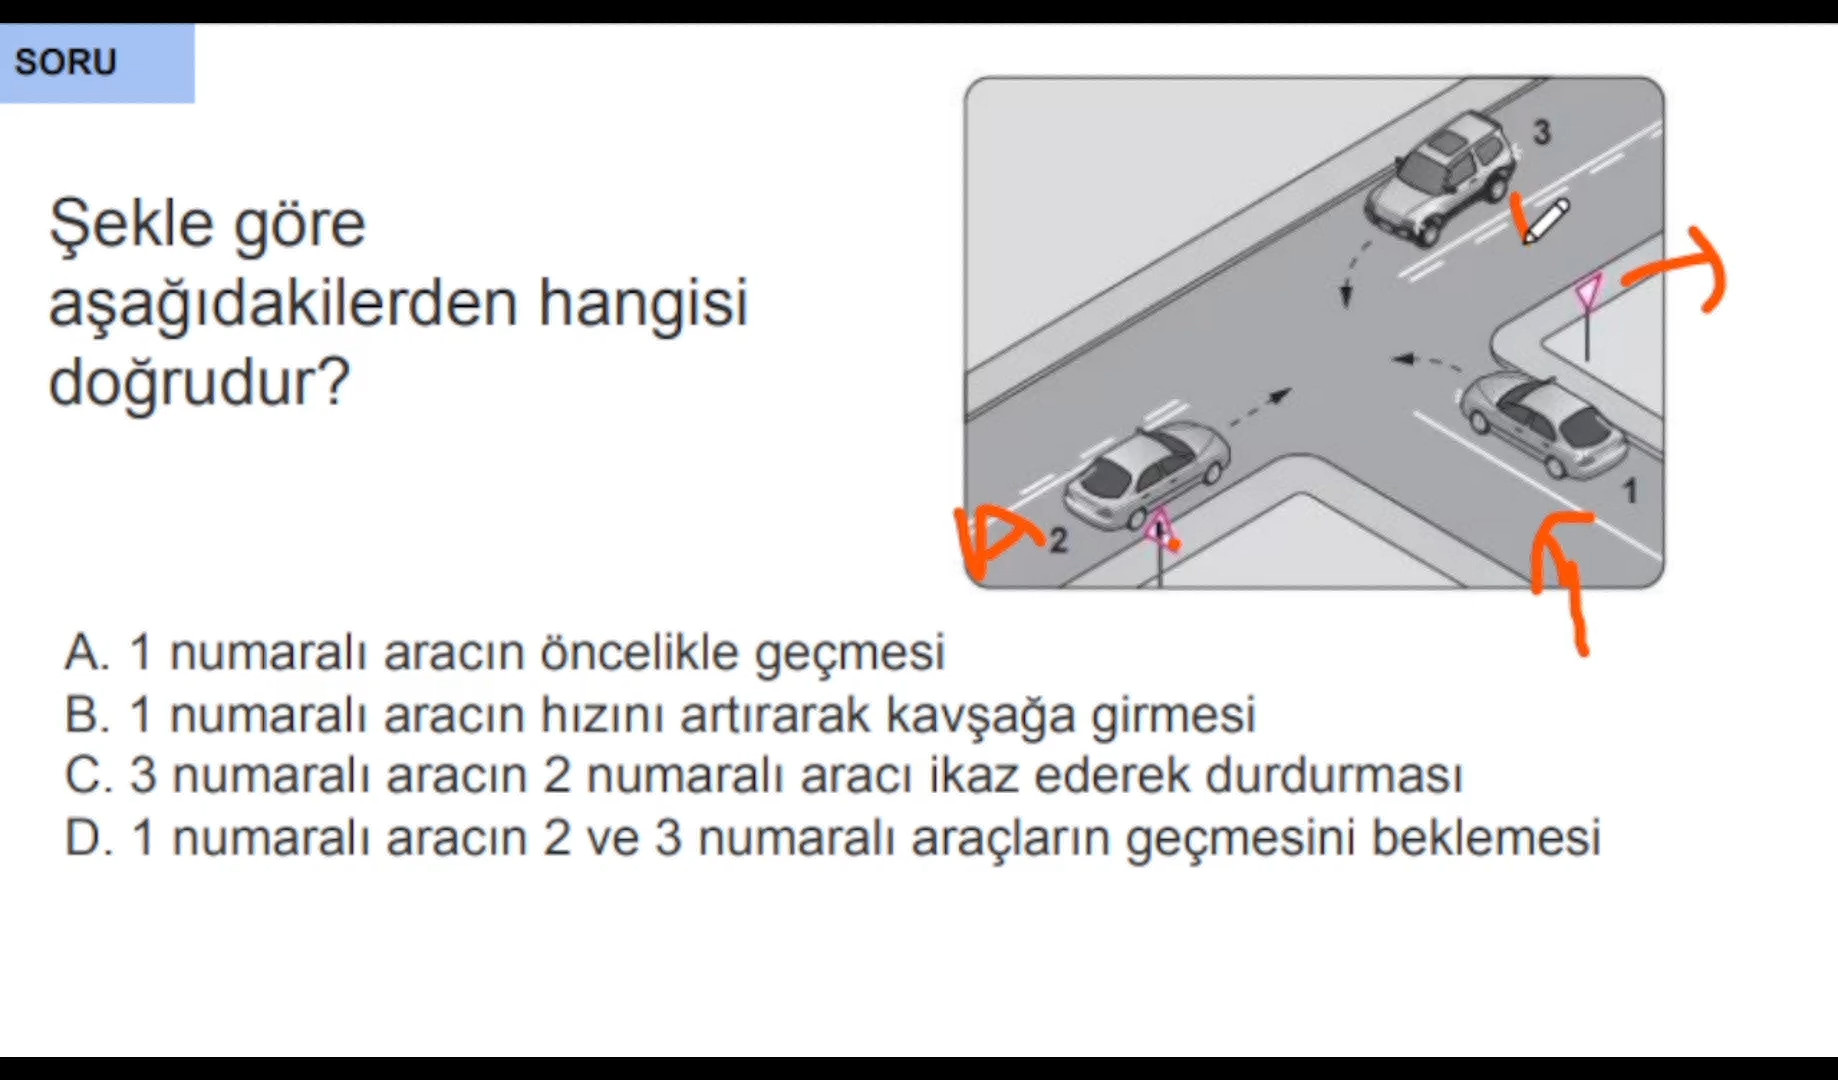 SORU
Şekle göre
aşağıdakilerden hangisi
doğrudur?
3
2
1
A. 1 numaralı aracın öncelikle geçmesi
B. 1 numaralı aracın hızını artırarak kavşağa girmesi
C. 3 numaralı aracın 2 numaralı aracı ikaz ederek durdurması
D. 1 numaralı aracın 2 ve 3 numaralı araçların geçmesini beklemesi